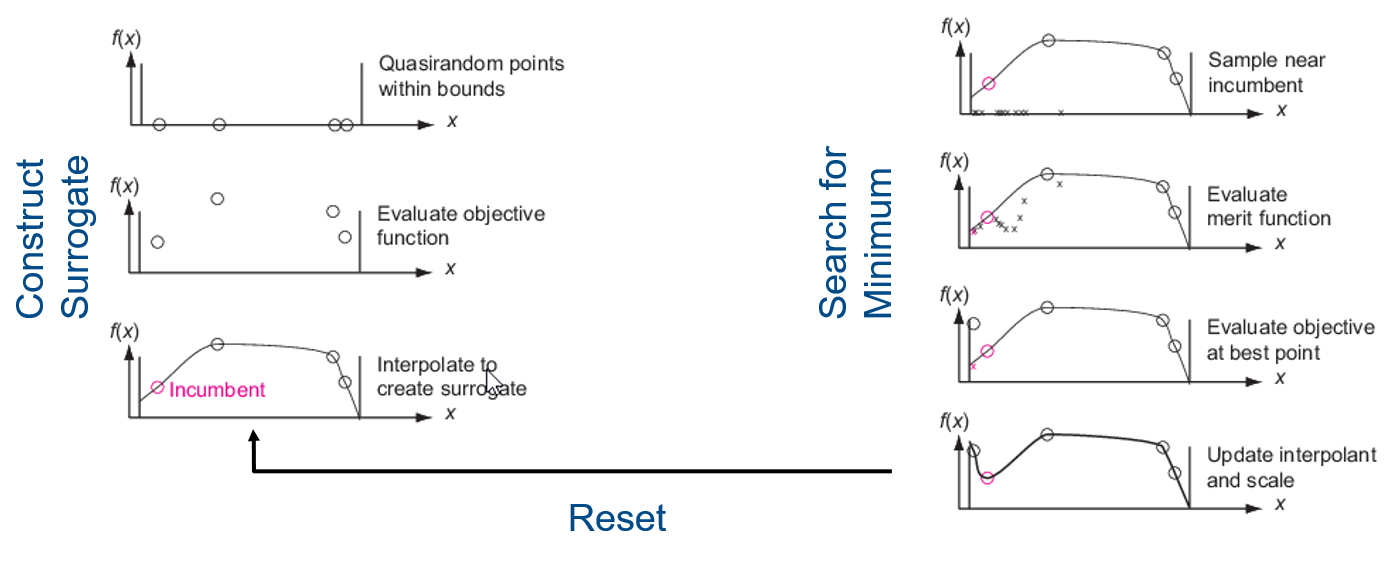 Construct
Surrogate
f(x)
Quasirandom points
within bounds
x
f(x)
Evaluate objective
function
x
f(x)
Incumbent
Interpolate to
create surrogate
x
Reset
Search for
Minimum
f(x)
Sample near
incumbent
x
f(x)
Evaluate
merit function
x
f(x)
Evaluate objective
at best point
x
f(x)
Update interpolant
and scale
x